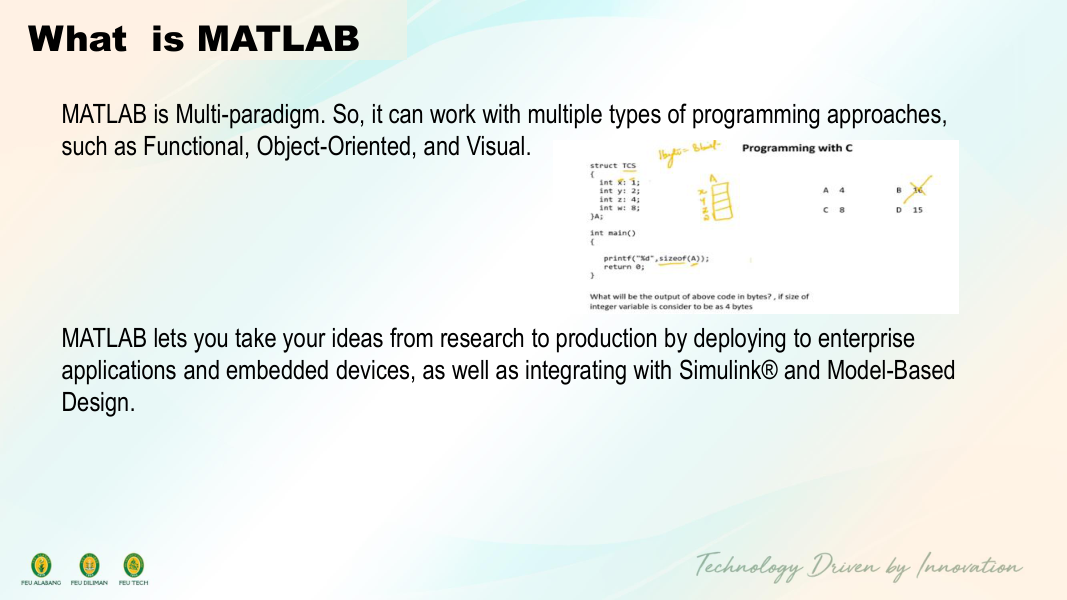 What is MATLAB
MATLAB is Multi-paradigm. So, it can work with multiple types of programming approaches,
such as Functional, Object-Oriented, and Visual.
Programming with C
struct TCS
{
int x: 1;
int y: 2;
int z: 4;
int w: 8;
}A;
int main()
{
printf("%d",sizeof(A));
return 0;
}
A
x
y
z
A 4
B 16
C 8
D 15
What will be the output of above code in bytes? , if size of
integer variable is consider to be as 4 bytes
MATLAB lets you take your ideas from research to production by deploying to enterprise
applications and embedded devices, as well as integrating with Simulink® and Model-Based
Design.
FEU ALABANG FEU DILIMAN FEU TECH
Technology Driven by Innovation